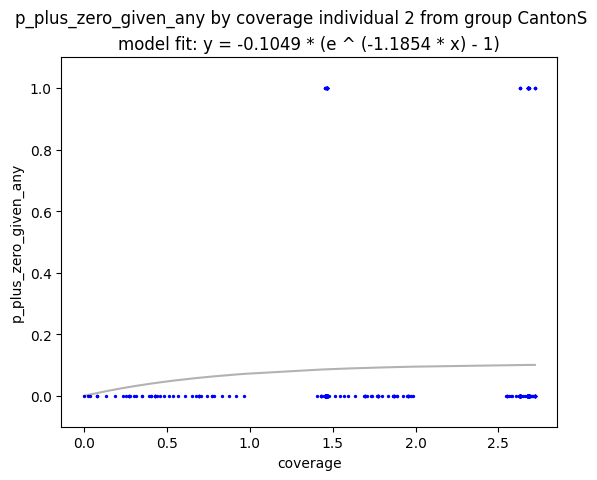 p_plus_zero_given_any by coverage individual 2 from group CantonS
model fit: y = -0.1049 * (e ^ (-1.1854 * x) - 1)
1.0
0.8
0.6
0.4
0.2
0.0
p_plus_zero_given_any
0.0 0.5 1.0 1.5 2.0 2.5
coverage